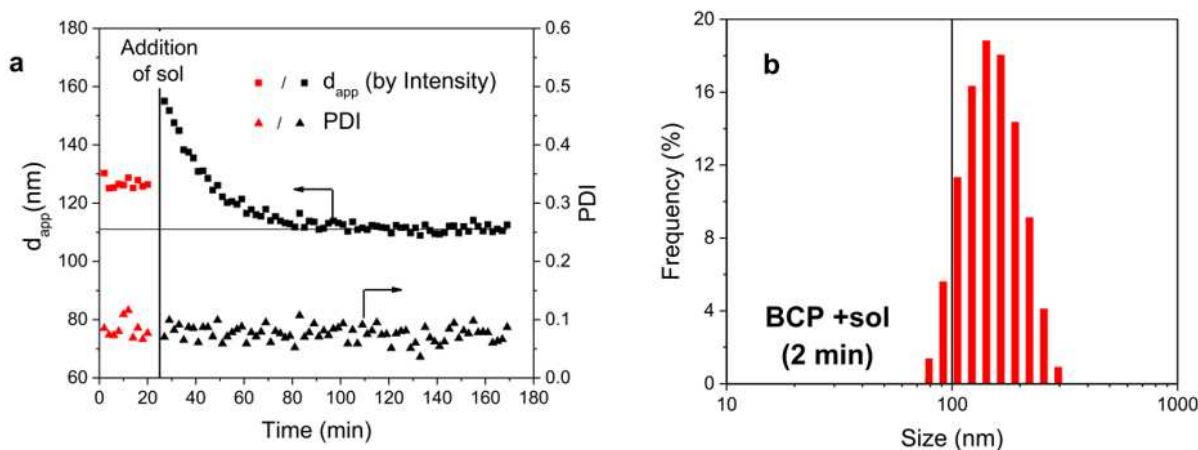 a
180
160
140
120
100
80
60
d_app(nm)
Addition
of sol
/ d_app (by Intensity)
/ PDI
0.6
0.5
0.4
0.3
0.2
0.1
0.0
PDI
0 20 40 60 80 100 120 140 160 180
Time (min)
b
20
16
12
8
4
0
Frequency (%)
BCP +sol
(2 min)
10 100 1000
Size (nm)